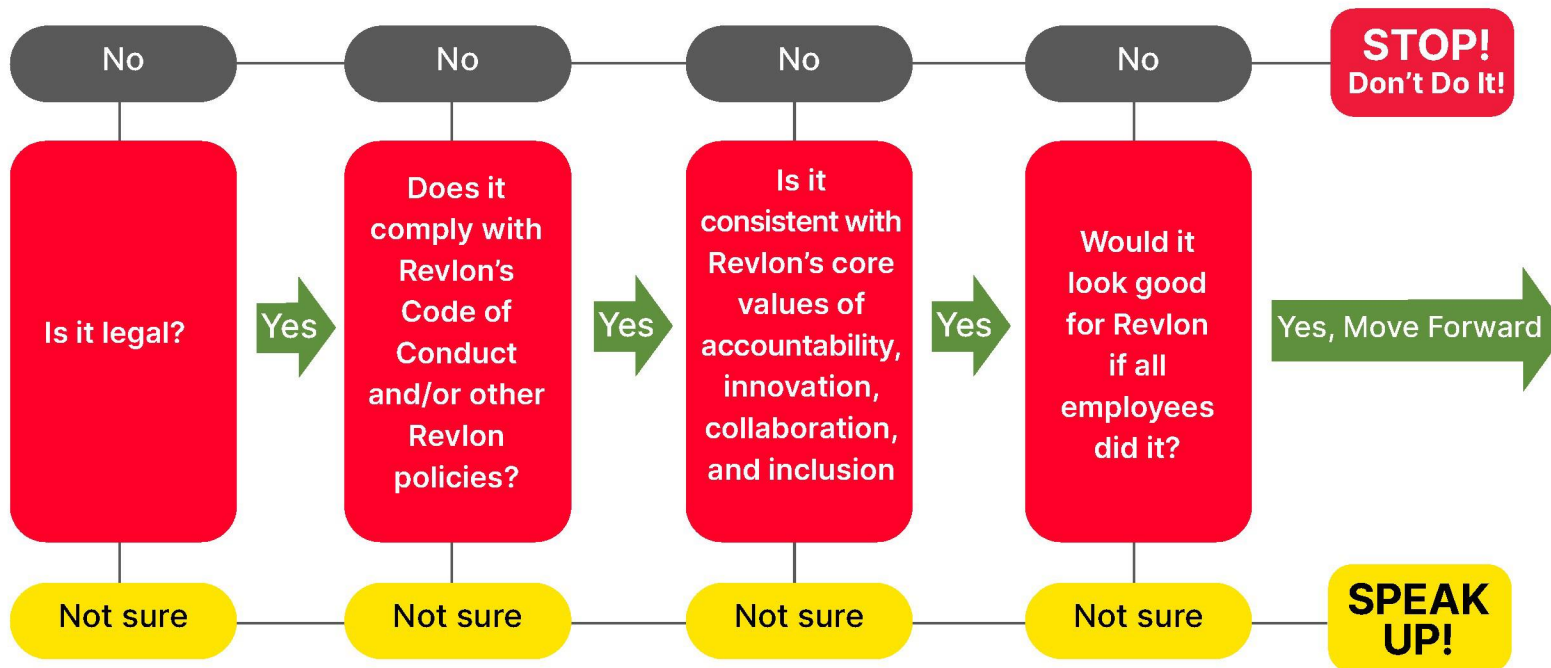 No
No
No
No
STOP!
Don’t Do It!
Is it legal?
Yes
Does it
comply with
Revlon’s
Code of
Conduct
and/or other
Revlon
policies?
Yes
Is it
consistent with
Revlon’s core
values of
accountability,
innovation,
collaboration,
and inclusion
Yes
Would it
look good
for Revlon
if all
employees
did it?
Yes, Move Forward
Not sure
Not sure
Not sure
Not sure
SPEAK
UP!